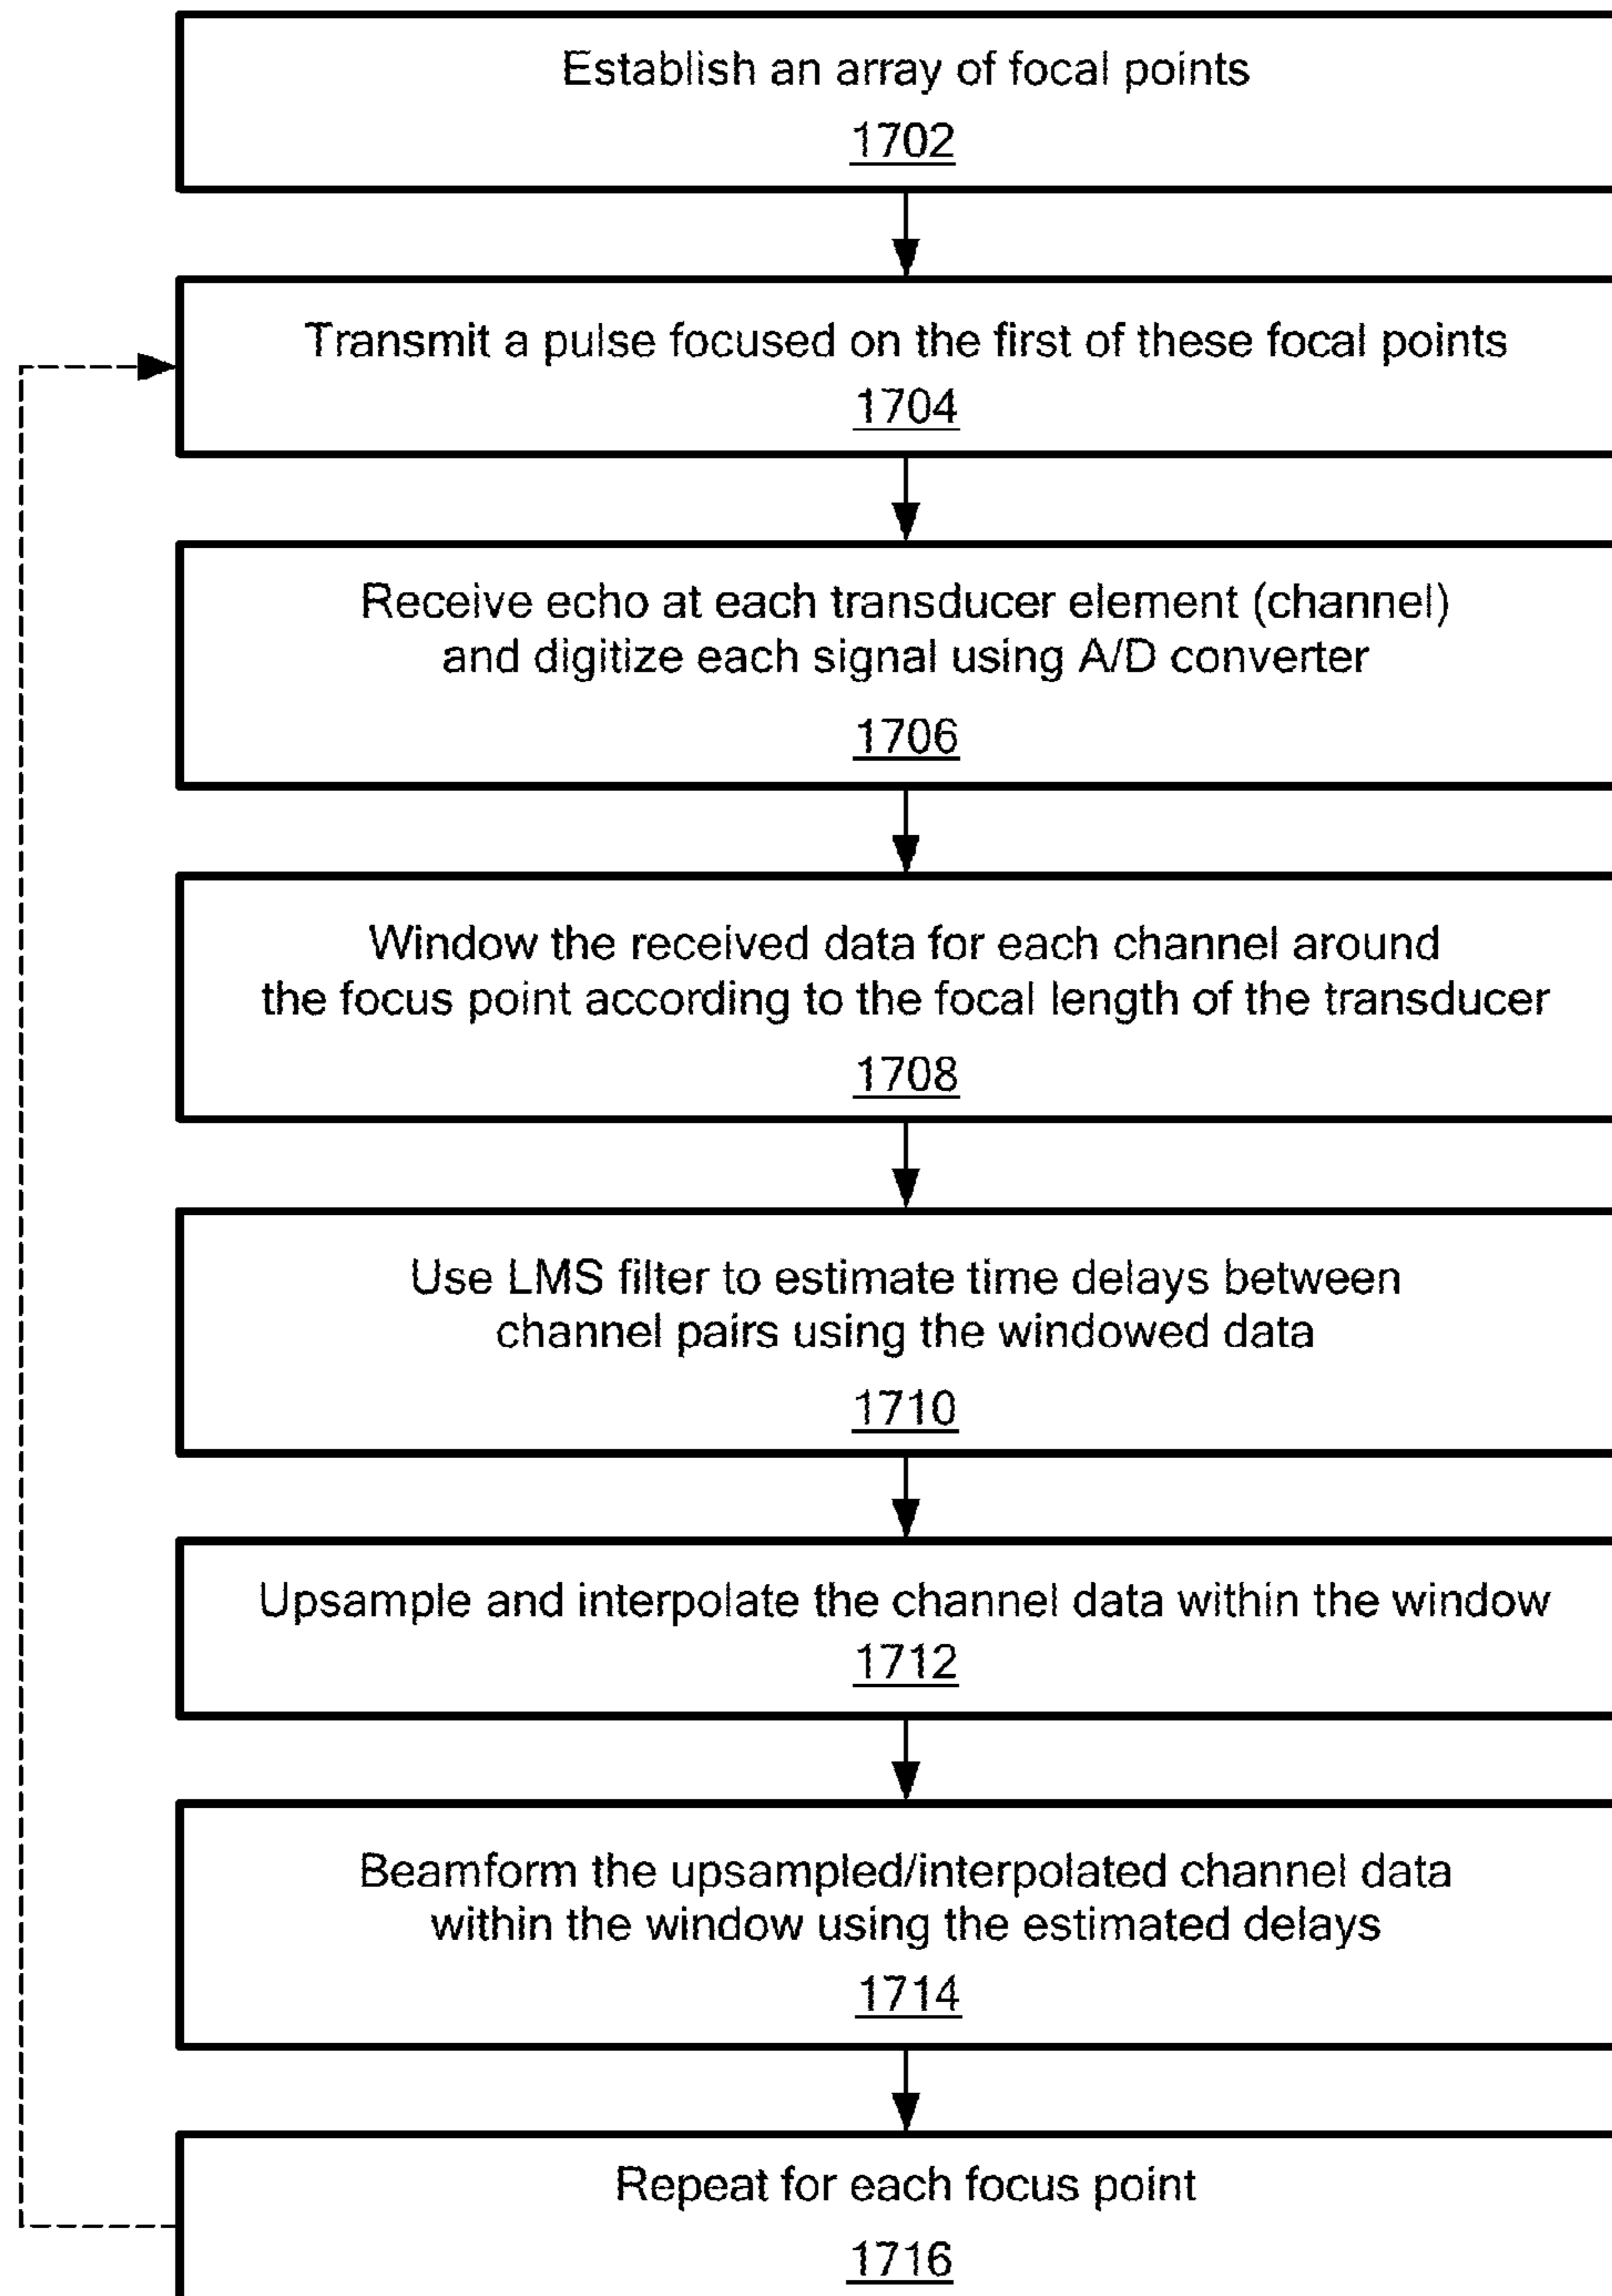 Establish an array of focal points
1702
Transmit a pulse focused on the first of these focal points
1704
Receive echo at each transducer element (channel)
and digitize each signal using A/D converter
1706
Window the received data for each channel around
the focus point according to the focal length of the transducer
1708
Use LMS filter to estimate time delays between
channel pairs using the windowed data
1710
Upsample and interpolate the channel data within the window
1712
Beamform the upsampled/interpolated channel data
within the window using the estimated delays
1714
Repeat for each focus point
1716